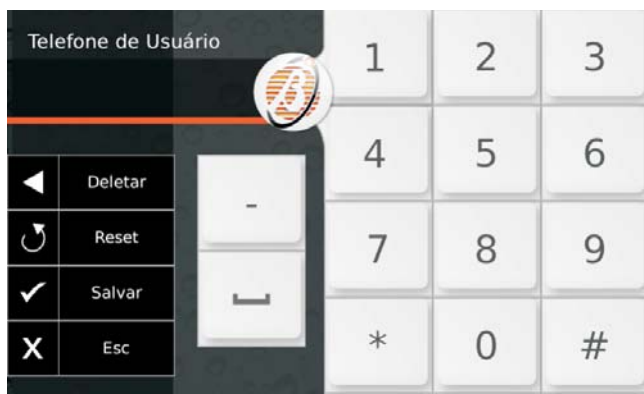 Telefone de Usuário
Deletar
Reset
Salvar
X Esc
-
1 2 3
4 5 6
7 8 9
* 0 #